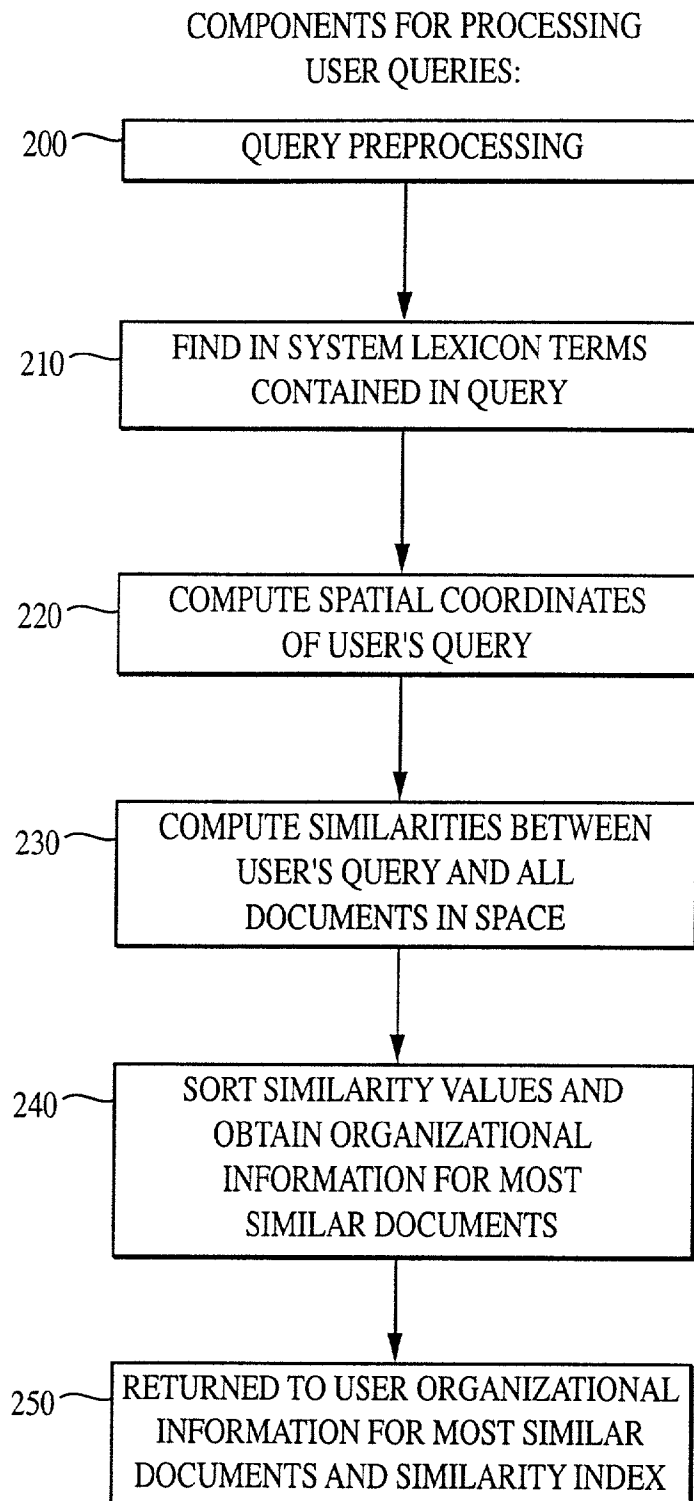 COMPONENTS FOR PROCESSING
USER QUERIES:
200
QUERY PREPROCESSING
210
FIND IN SYSTEM LEXICON TERMS
CONTAINED IN QUERY
220
COMPUTE SPATIAL COORDINATES
OF USER'S QUERY
230
COMPUTE SIMILARITIES BETWEEN
USER'S QUERY AND ALL
DOCUMENTS IN SPACE
240
SORT SIMILARITY VALUES AND
OBTAIN ORGANIZATIONAL
INFORMATION FOR MOST
SIMILAR DOCUMENTS
250
RETURNED TO USER ORGANIZATIONAL
INFORMATION FOR MOST SIMILAR
DOCUMENTS AND SIMILARITY INDEX